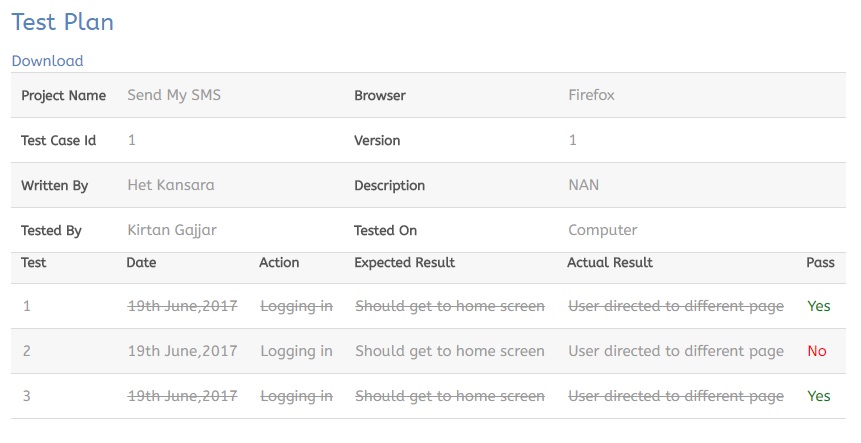 Test Plan
Download
Project Name Send My SMS Browser Firefox
Test Case Id 1 Version 1
Written By Het Kansara Description NAN
Tested By Kirtan Gajjar Tested On Computer
Test Date Action Expected Result Actual Result Pass
1 19th June,2017 Logging in Should get to home screen User directed to different page Yes
2 19th June,2017 Logging in Should get to home screen User directed to different page No
3 19th June,2017 Logging in Should get to home screen User directed to different page Yes